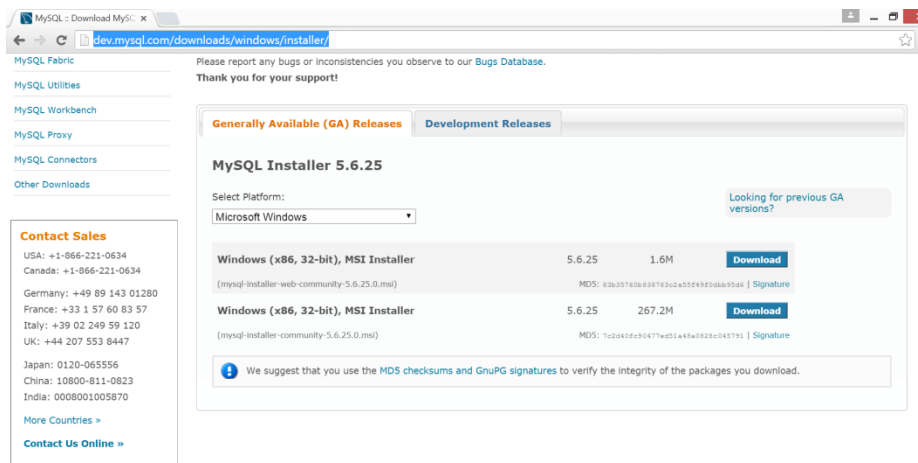 MySQL :: Download MySQ
dev.mysql.com/downloads/windows/installer/
MySQL Fabric
MySQL Utilities
MySQL Workbench
MySQL Proxy
MySQL Connectors
Other Downloads
Contact Sales
USA: +1-866-221-0634
Canada: +1-866-221-0634
Germany: +49 89 143 01280
France: +33 1 57 60 83 57
Italy: +39 02 249 59 120
UK: +44 207 553 8447
Japan: 0120-065556
China: 10800-811-0823
India: 0008001005870
More Countries »
Contact Us Online »
Please report any bugs or inconsistencies you observe to our Bugs Database.
Thank you for your support!
Generally Available (GA) Releases Development Releases
MySQL Installer 5.6.25
Select Platform:
Microsoft Windows
Looking for previous GA
versions?
Windows (x86, 32-bit), MSI Installer 5.6.25 1.6M Download
(mysql-installer-web-community-5.6.25.0.msi) MD5: | Signature
Windows (x86, 32-bit), MSI Installer 5.6.25 267.2M Download
(mysql-installer-community-5.6.25.0.msi) MD5: | Signature
We suggest that you use the MD5 checksums and GnuPG signatures to verify the integrity of the packages you download.